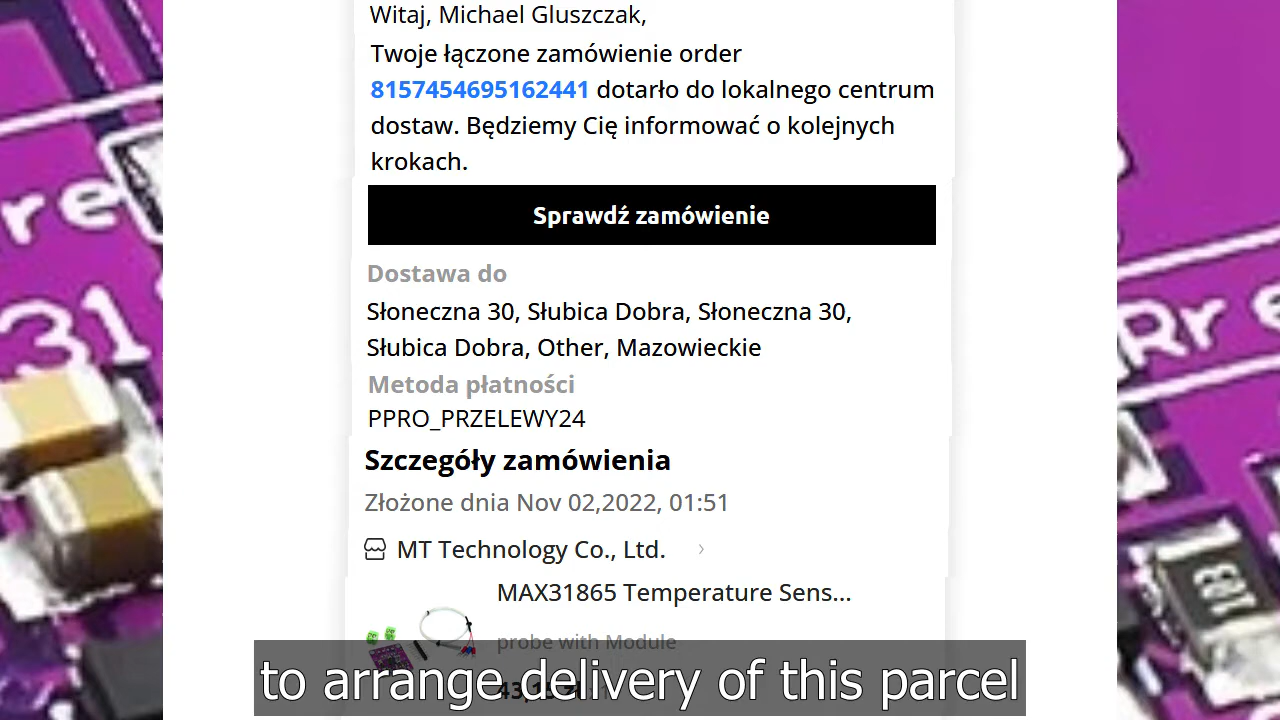 Witaj, Michael Gluszczak,
Twoje łączone zamówienie order
8157454695162441 dotarło do lokalnego centrum
dostaw. Będziemy Cię informować o kolejnych
krokach.
Sprawdź zamówienie
Dostawa do
Słoneczna 30, Słubica Dobra, Słoneczna 30,
Słubica Dobra, Other, Mazowieckie
Metoda płatności
PPRO_PRZELEWY24
Szczegóły zamówienia
Złożone dnia Nov 02,2022, 01:51
MT Technology Co., Ltd.
MAX31865 Temperature Sens...
probe with Module
to arrange delivery of this parcel